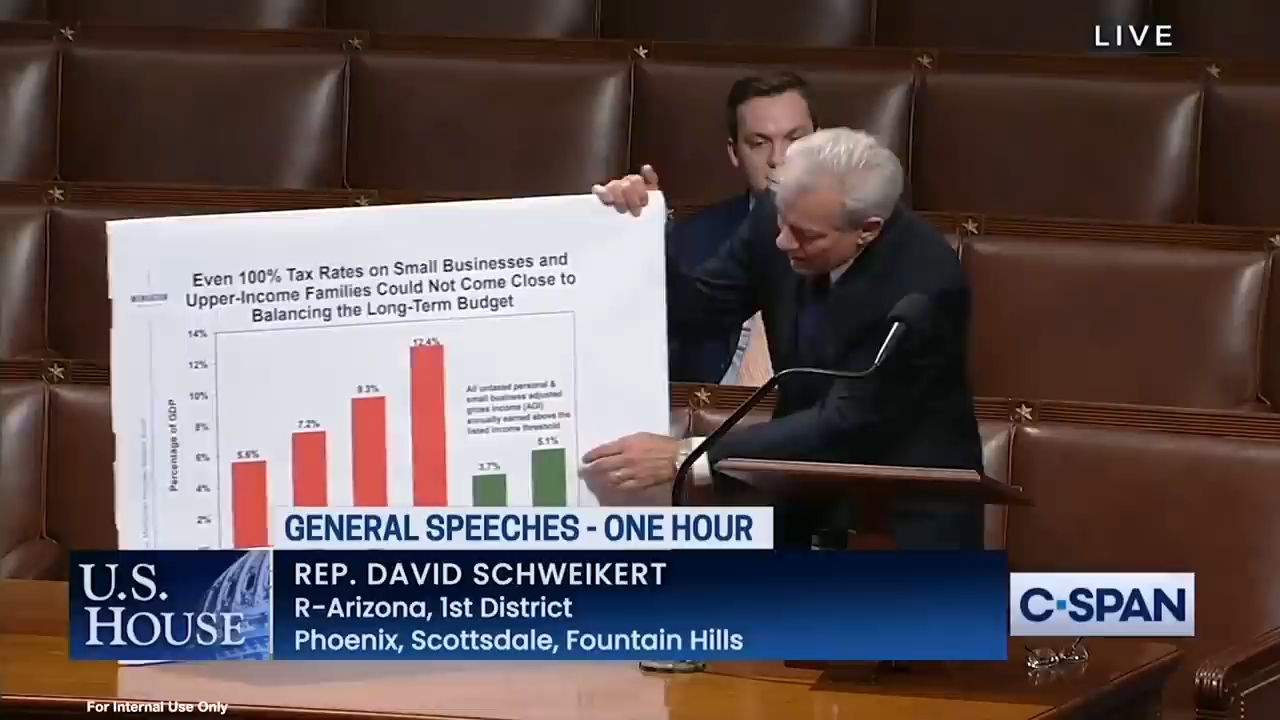 LIVE
Even 100% Tax Rates on Small Businesses and
Upper-Income Families Could Not Come Close to
Balancing the Long-Term Budget
14%
12%
10%
8%
6%
4%
2%
Percentage of GDP
5.6%
7.2%
9.3%
12.4%
3.7%
5.1%
All untaxed personal &
small business adjusted
gross income (AGI)
annually earned above the
listed income threshold
GENERAL SPEECHES - ONE HOUR
U.S.
HOUSE
REP. DAVID SCHWEIKERT
R-Arizona, 1st District
Phoenix, Scottsdale, Fountain Hills
C-SPAN
For Internal Use Only